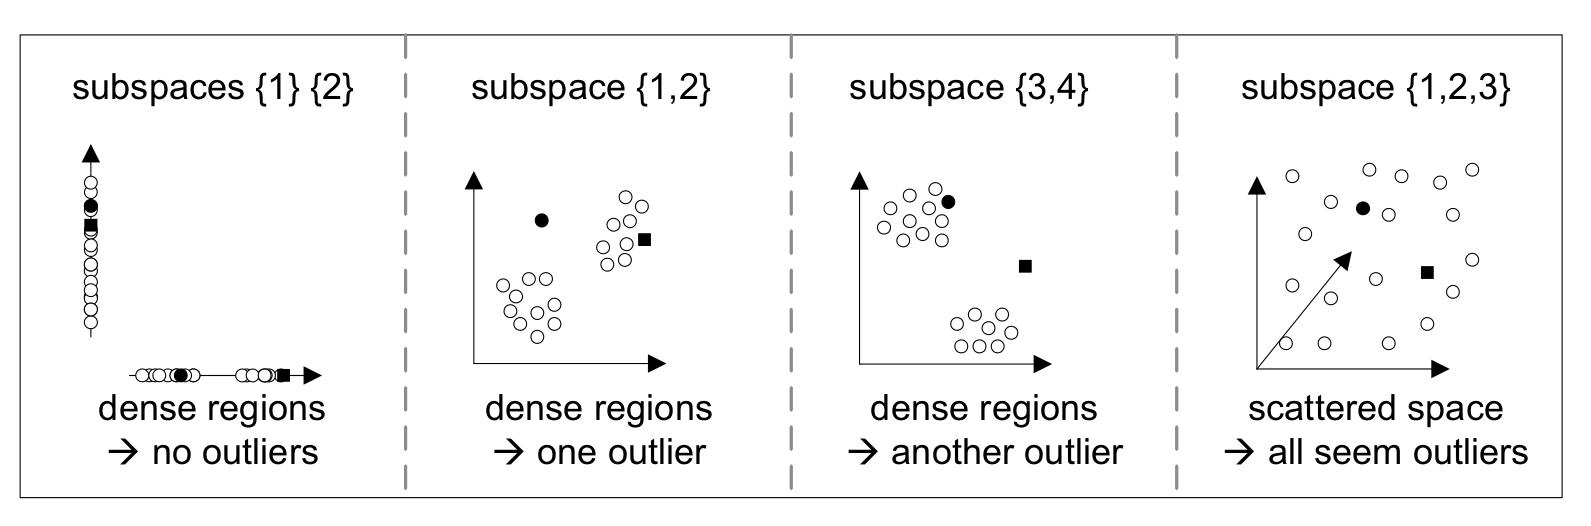 subspaces {1} {2}
dense regions
→ no outliers
subspace {1,2}
dense regions
→ one outlier
subspace {3,4}
dense regions
→ another outlier
subspace {1,2,3}
scattered space
→ all seem outliers